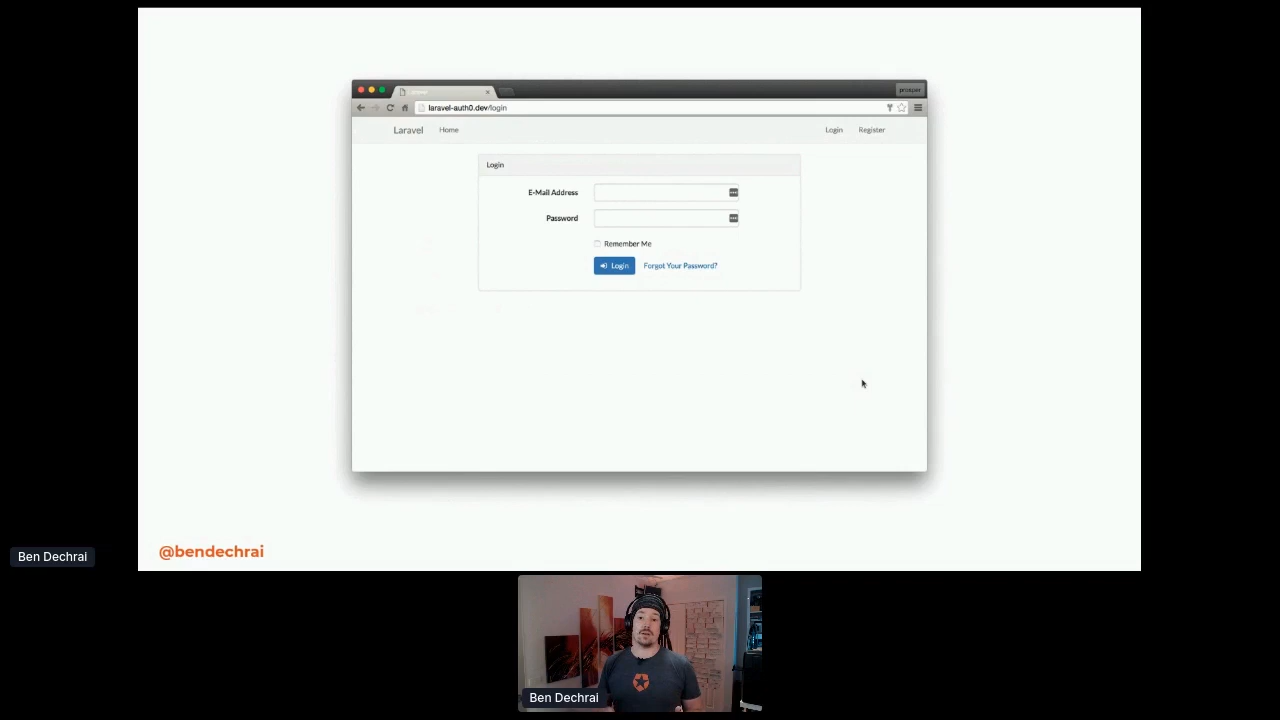 prosper
laravel-auth0.dev/login
Laravel Home Login Register
Login
E-Mail Address
Password
Remember Me
Login Forgot Your Password?
@bendechrai
Ben Dechrai
Ben Dechrai